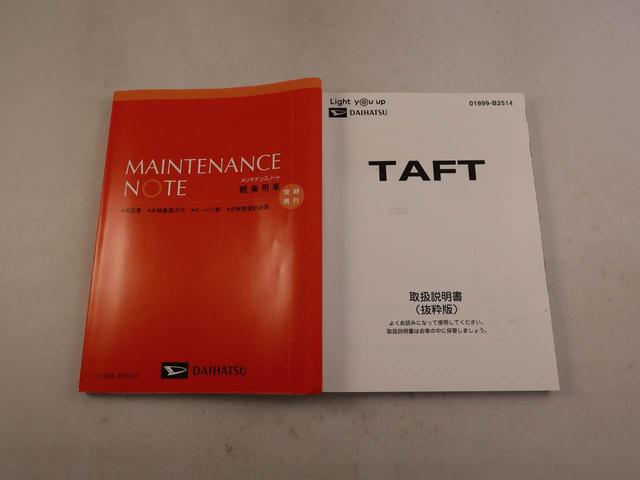 MAINTENANCE
NOTE
メンテナンスノート
軽乗用車
常時
携行
●保証書 ●点検整備方式 ●サービス網 ●点検整備記録簿
DAIHATSU
Light you up
DAIHATSU
01999-B2514
TAFT
取扱説明書
(抜粋版)
よくお読みになって使用してください。
取扱説明書はお車の中に保管しましょう。